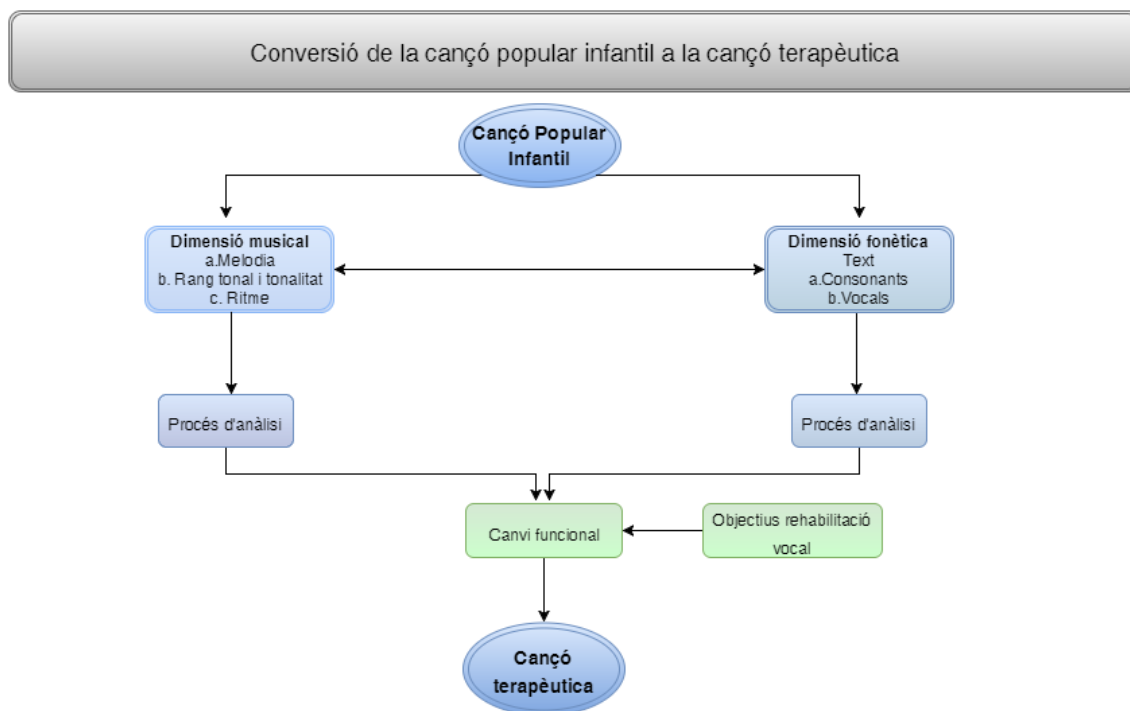 Conversió de la cançó popular infantil a la cançó terapèutica
Cançó Popular
Infantil
Dimensió musical
a.Melodia
b. Rang tonal i tonalitat
c. Ritme
Dimensió fonètica
Text
a.Consonants
b.Vocals
Procés d'anàlisi
Procés d'anàlisi
Canvi funcional
Objectius rehabilitació
vocal
Cançó
terapèutica